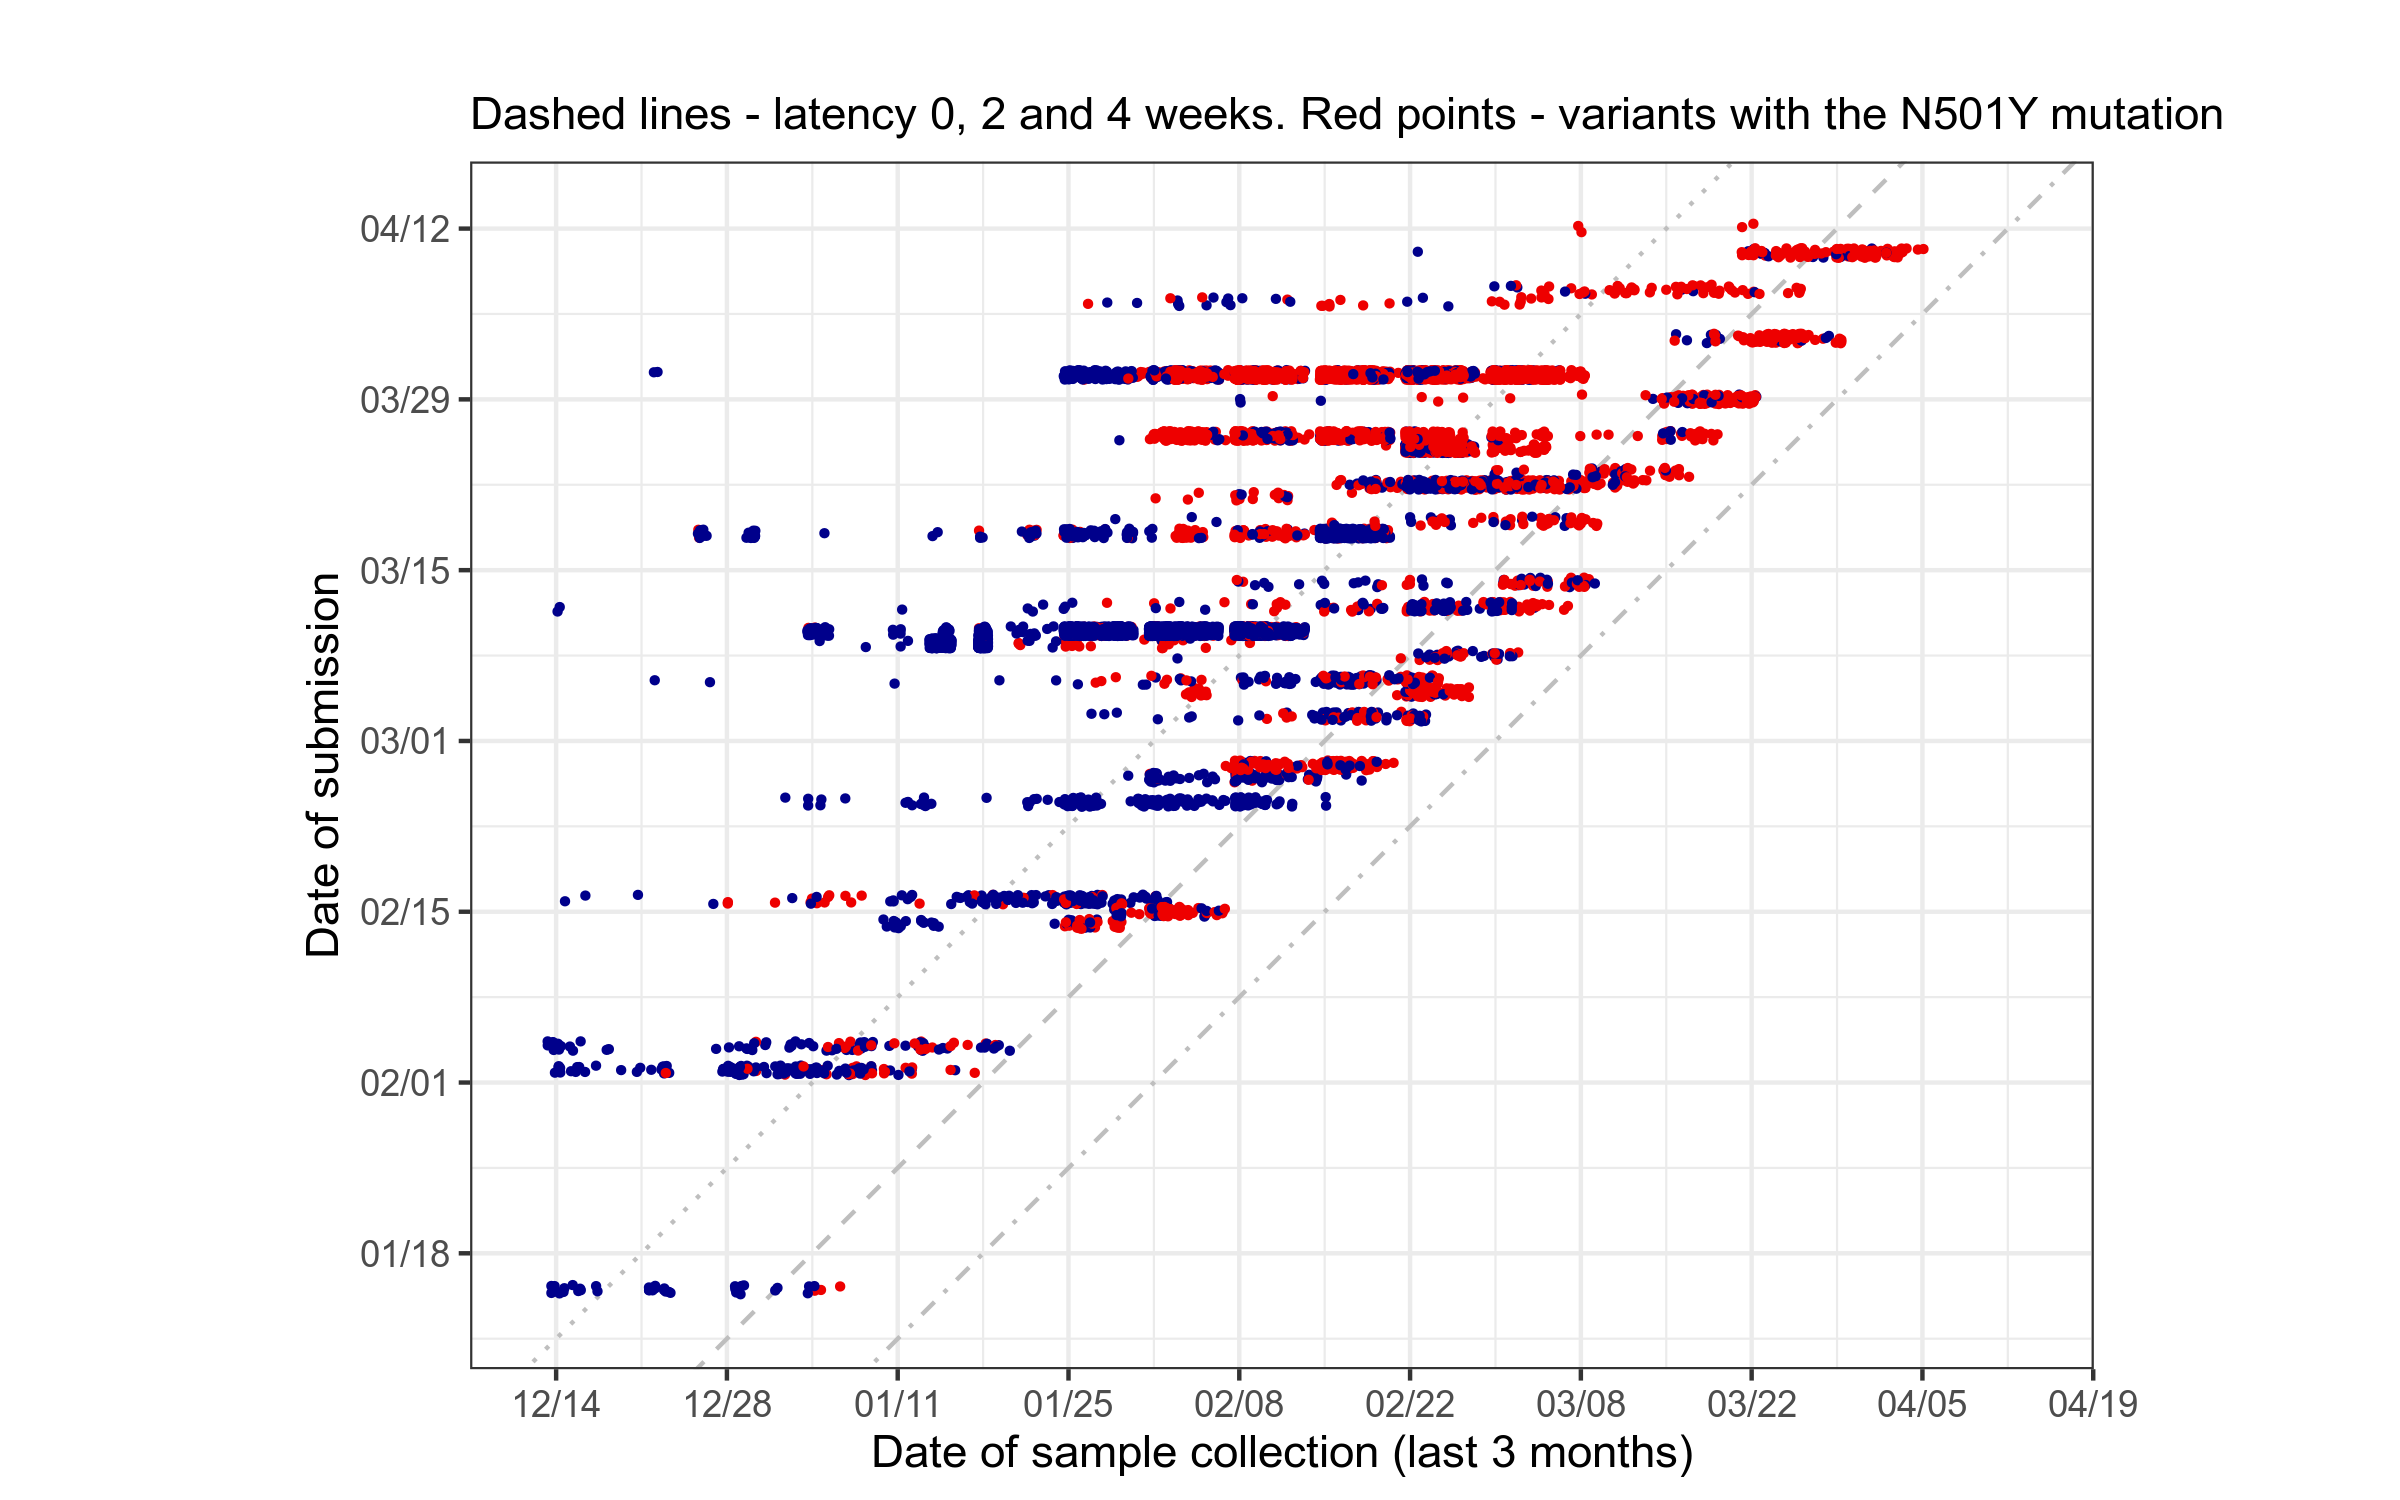 Dashed lines - latency 0, 2 and 4 weeks. Red points - variants with the N501Y mutation
Date of submission
04/12
03/29
03/15
03/01
02/15
02/01
01/18
12/14 12/28 01/11 01/25 02/08 02/22 03/08 03/22 04/05 04/19
Date of sample collection (last 3 months)